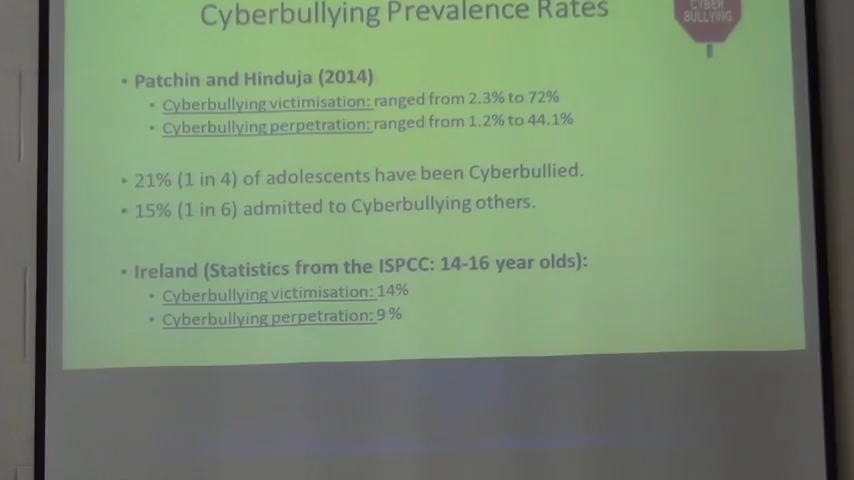 Cyberbullying Prevalence Rates
CYBER
BULLYING
• Patchin and Hinduja (2014)
• Cyberbullying victimisation: ranged from 2.3% to 72%
• Cyberbullying perpetration: ranged from 1.2% to 44.1%
• 21% (1 in 4) of adolescents have been Cyberbullied.
• 15% (1 in 6) admitted to Cyberbullying others.
• Ireland (Statistics from the ISPCC: 14-16 year olds):
• Cyberbullying victimisation: 14%
• Cyberbullying perpetration: 9%